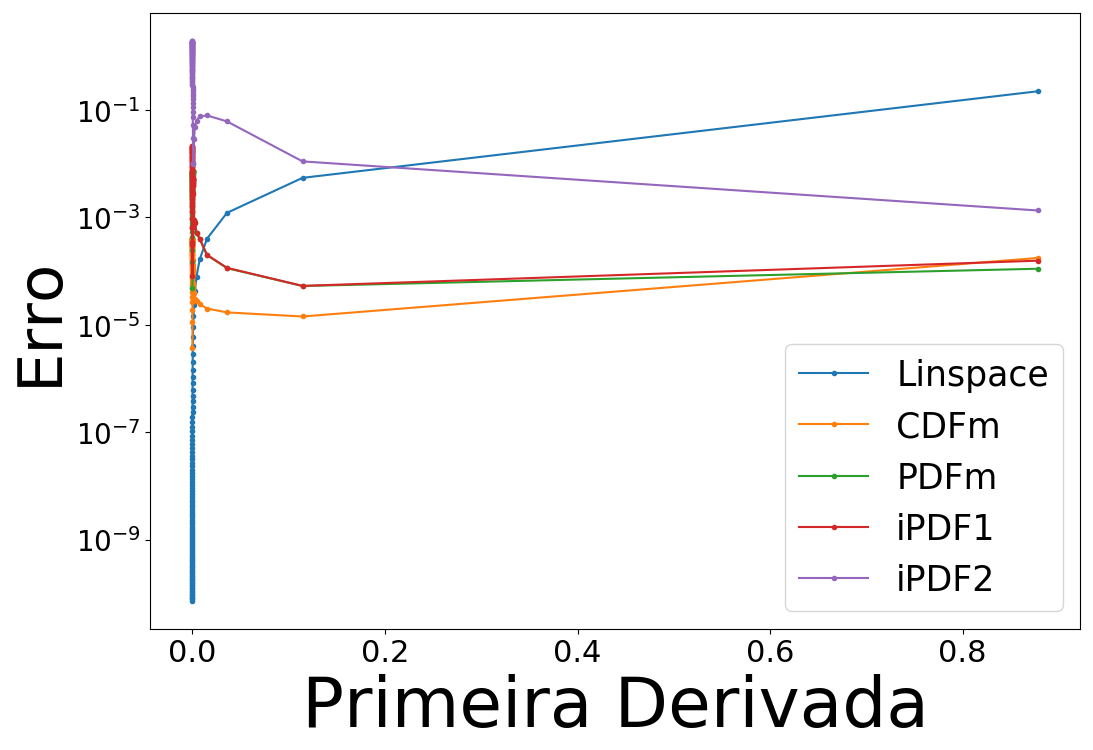 Erro
10⁻¹
10⁻³
10⁻⁵
10⁻⁷
10⁻⁹
Linspace
CDFm
PDFm
iPDF1
iPDF2
0.0 0.2 0.4 0.6 0.8
Primeira Derivada